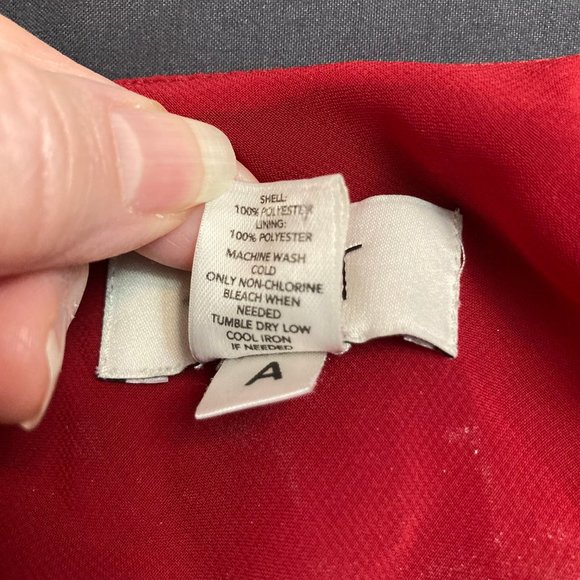 SHELL:
100% POLYESTER
LINING:
100% POLYESTER
MACHINE WASH
COLD
ONLY NON-CHLORINE
BLEACH WHEN
NEEDED
TUMBLE DRY LOW
COOL IRON
IF NEEDED
A